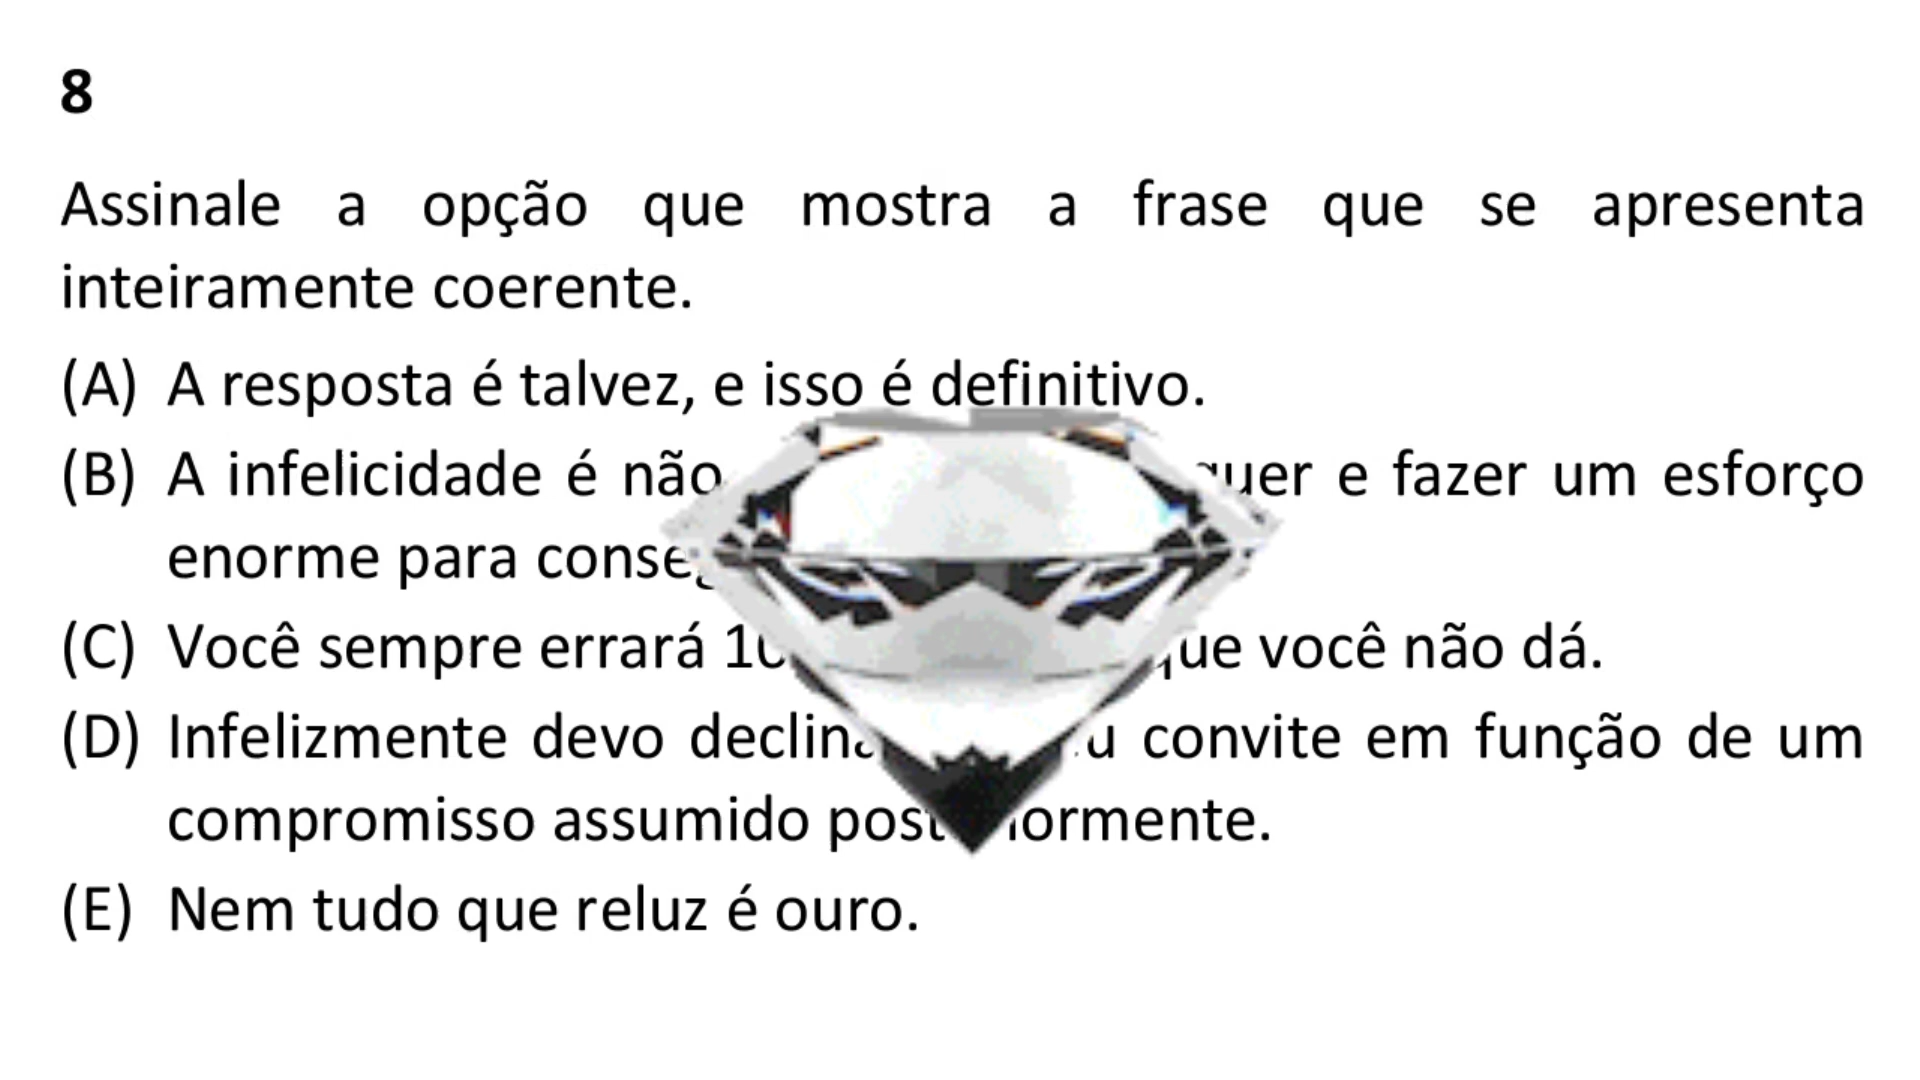 8
Assinale a opção que mostra a frase que se apresenta
inteiramente coerente.
(A) A resposta é talvez, e isso é definitivo.
(B) A infelicidade é não e fazer um esforço
enorme para
(C) Você sempre errará você não dá.
(D) Infelizmente devo convite em função de um
compromisso assumido
(E) Nem tudo que reluz é ouro.